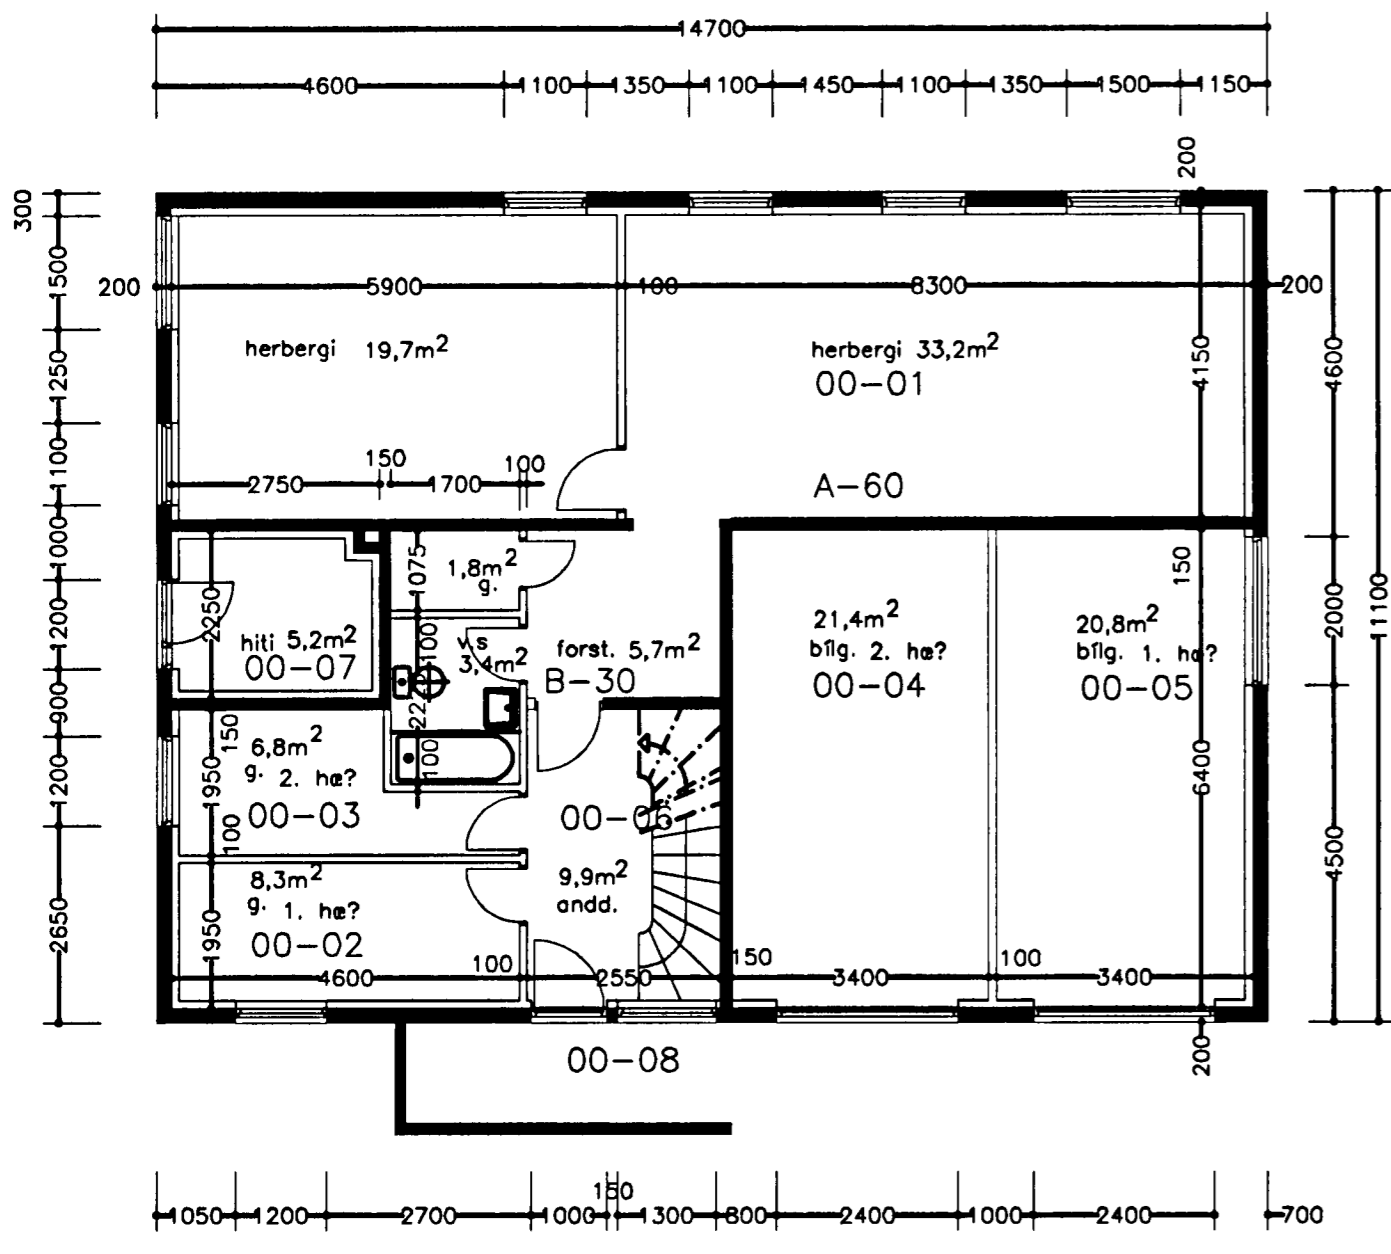 14700
4600 1100 1350 1100 1450 1100 1350 1500 1150
200
300
1500
1250
1100
1000
1200
900
1200
2650
200 5900 100 8300 200
herbergi 19,7m2
herbergi 33,2m2
00-01
4150
4600
2000
4500
11100
A-60
2750 150 1700 100
1075
1,8m2
g.
2250
hiti 5,2m2
00-07
100
v.s
3,4m2
forst. 5,7m2
B-30
21,4m2
bílg. 2. hæ?
00-04
150
20,8m2
bílg. 1. hæ?
00-05
6400
150
1950
6,8m2
g. 2. hæ?
00-03
100
100
00-06
9,9m2
andd.
8,3m2
g. 1. hæ?
00-02
1950
4600 100 2550 150 3400 100 3400
00-08
200
1050 1200 2700 1000 150 1300 800 2400 1000 2400 700